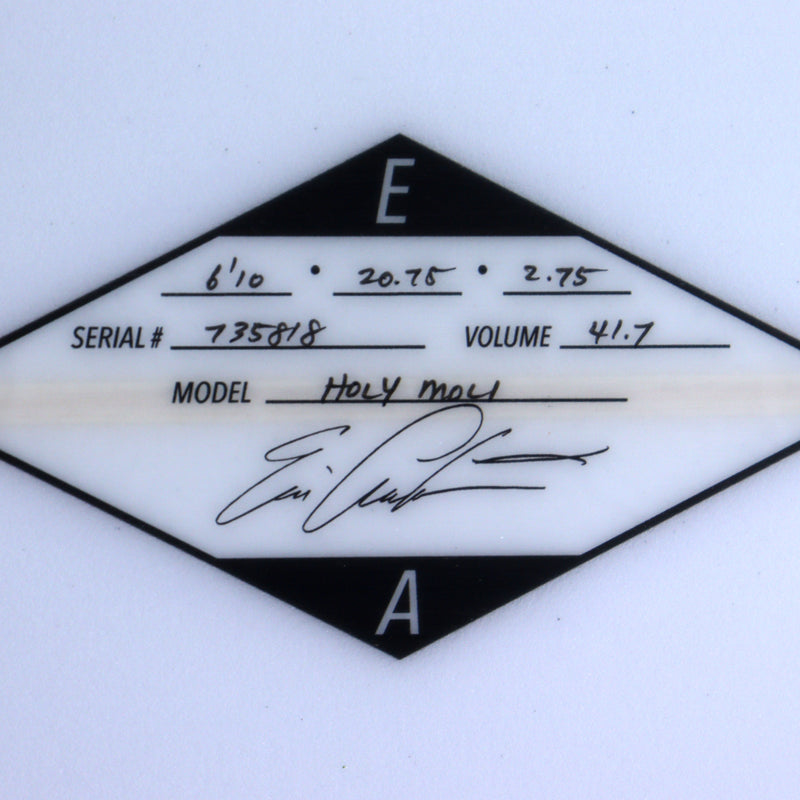 E
6'10 • 20.75 • 2.75
SERIAL # 735818 VOLUME 41.7
MODEL HOLY MOLI
A